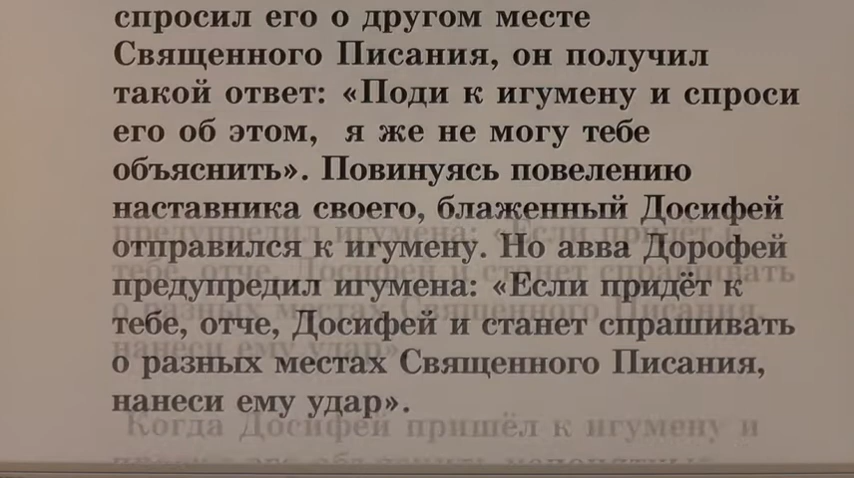 спросил его о другом месте
Священного Писания, он получил
такой ответ: «Поди к игумену и спроси
его об этом, я же не могу тебе
объяснить». Повинуясь повелению
наставника своего, блаженный Досифей
отправился к игумену. Но авва Дорофей
предупредил игумена: «Если придёт к
тебе, отче, Досифей и станет спрашивать
о разных местах Священного Писания,
нанеси ему удар».
Когда Досифей пришёл к игумену и